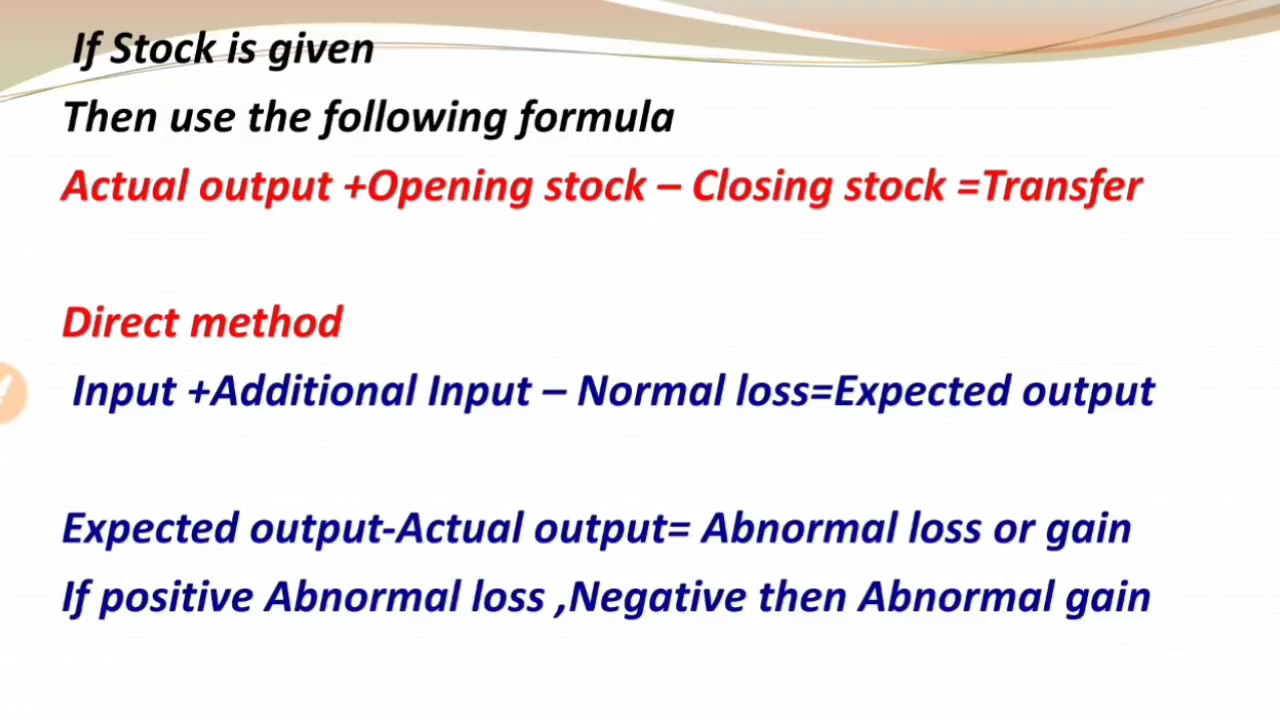 If Stock is given
Then use the following formula
Actual output +Opening stock – Closing stock =Transfer
Direct method
Input +Additional Input – Normal loss=Expected output
Expected output-Actual output= Abnormal loss or gain
If positive Abnormal loss ,Negative then Abnormal gain